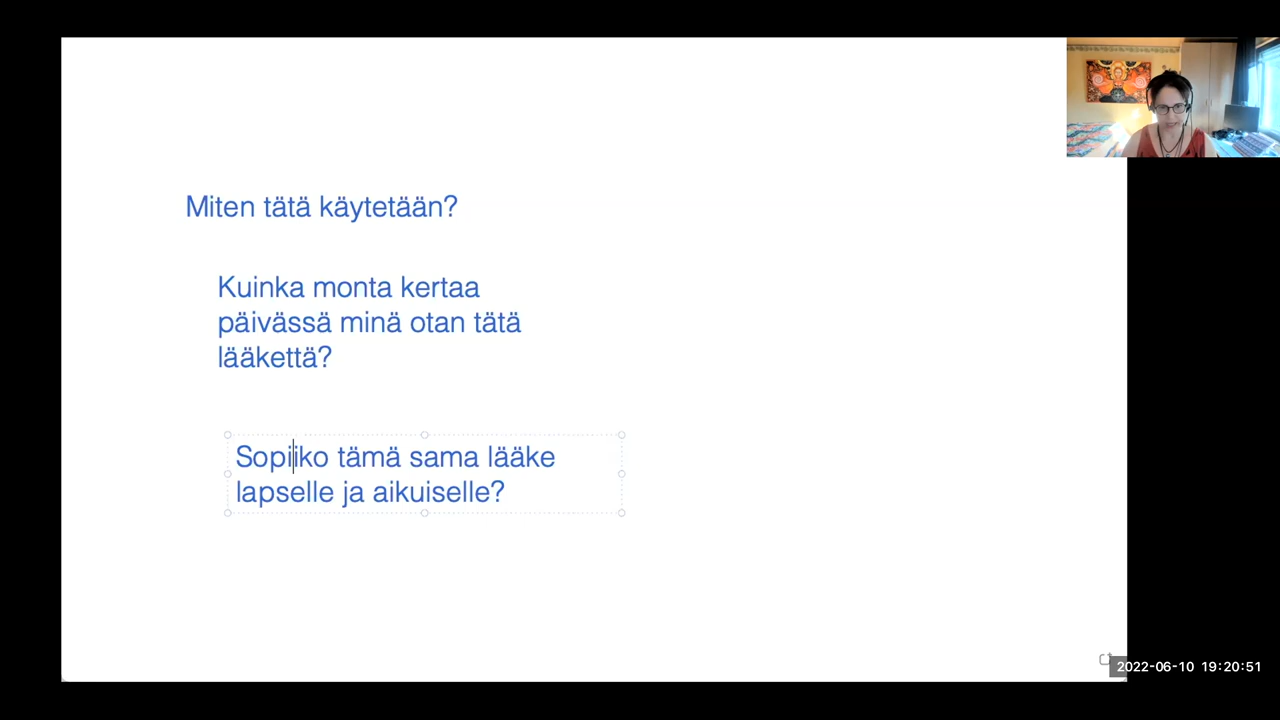 Miten tätä käytetään?
Kuinka monta kertaa
päivässä minä otan tätä
lääkettä?
Sopiiko tämä sama lääke
lapselle ja aikuiselle?
2022-06-10 19:20:51